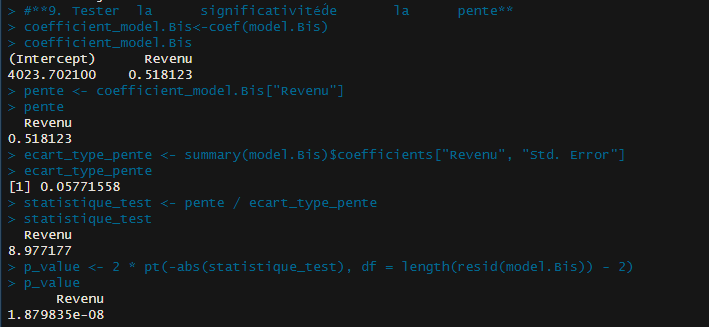 > #**9. Tester la significativitéde la pente**
> coefficient_model.Bis<-coef(model.Bis)
> coefficient_model.Bis
(Intercept) Revenu
4023.702100 0.518123
> pente <- coefficient_model.Bis["Revenu"]
> pente
Revenu
0.518123
> ecart_type_pente <- summary(model.Bis)$coefficients["Revenu", "Std. Error"]
> ecart_type_pente
[1] 0.05771558
> statistique_test <- pente / ecart_type_pente
> statistique_test
Revenu
8.977177
> p_value <- 2 * pt(-abs(statistique_test), df = length(resid(model.Bis)) - 2)
> p_value
Revenu
1.879835e-08